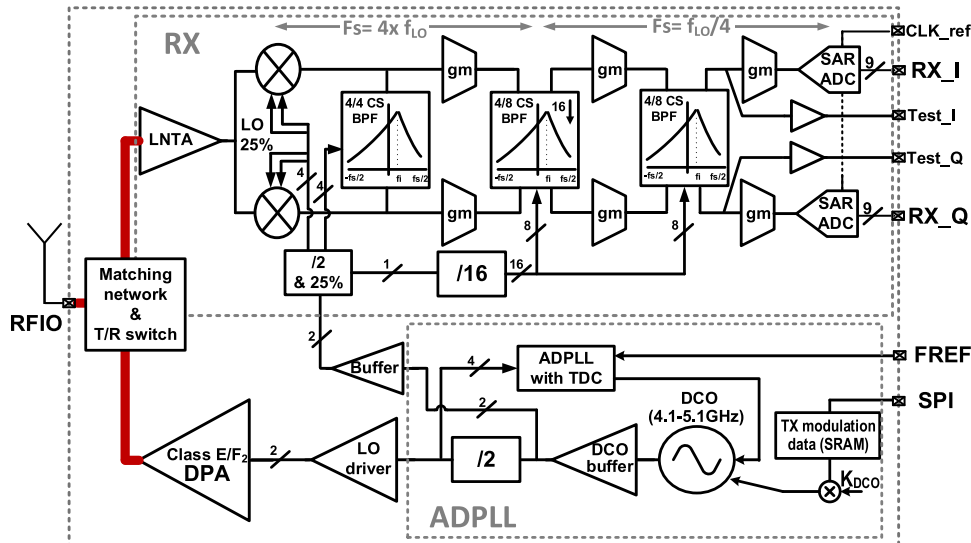 RX
Fs= 4x fLO
Fs= fLO/4
CLK_ref
gm
gm
gm
SAR
ADC
9
RX_I
4/4 CS
BPF
-fs/2
fi
fs/2
4/8 CS
BPF
16
-fs/2
fi
fs/2
4/8 CS
BPF
-fs/2
fi
fs/2
LNTA
LO
25%
4
4
Test_I
Test_Q
gm
gm
gm
SAR
ADC
9
RX_Q
8
8
/2
& 25%
1
/16
16
Matching
network
&
T/R switch
RFIO
2
Buffer
4
ADPLL
with TDC
FREF
2
DCO
(4.1-5.1GHz)
SPI
TX modulation
data (SRAM)
Class E/F2
DPA
2
LO
driver
/2
DCO
buffer
KDCO
ADPLL